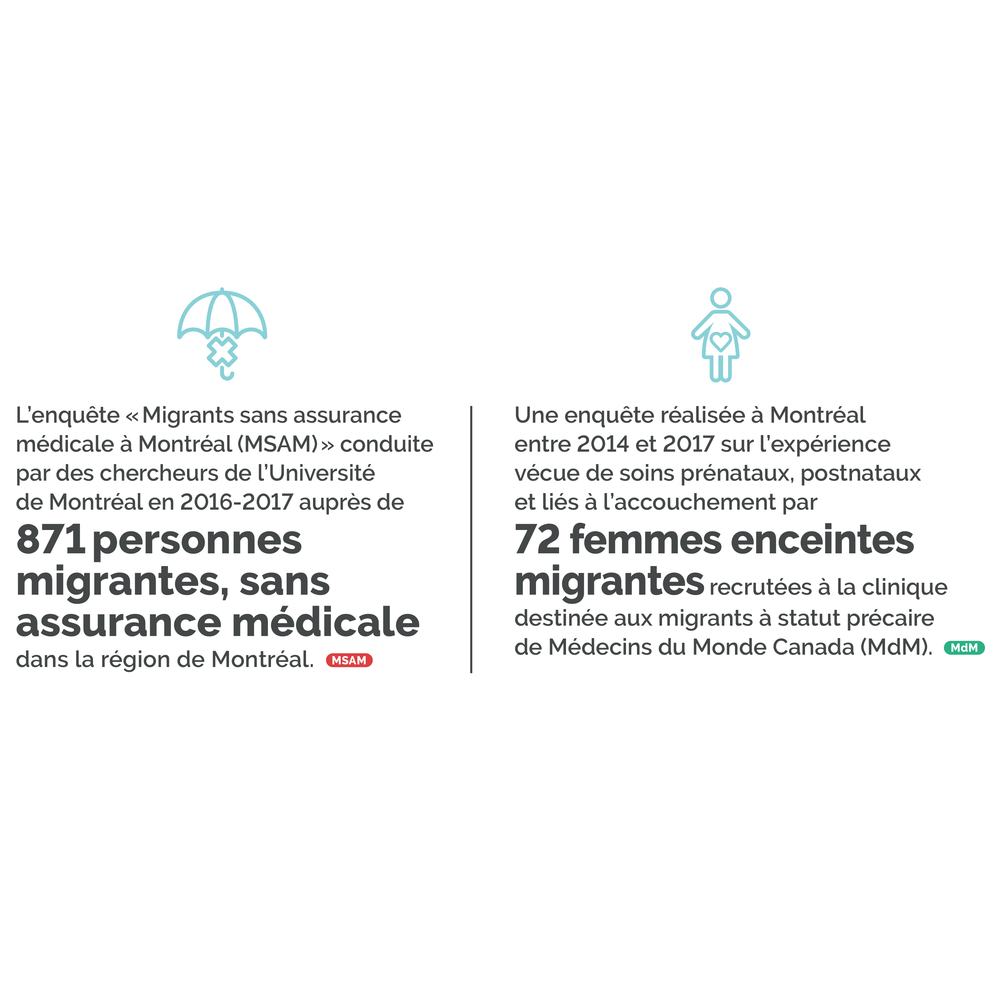 L’enquête « Migrants sans assurance
médicale à Montréal (MSAM) » conduite
par des chercheurs de l’Université
de Montréal en 2016-2017 auprès de
871 personnes
migrantes, sans
assurance médicale
dans la région de Montréal. MSAM
Une enquête réalisée à Montréal
entre 2014 et 2017 sur l’expérience
vécue de soins prénataux, postnataux
et liés à l’accouchement par
72 femmes enceintes
migrantes recrutées à la clinique
destinée aux migrants à statut précaire
de Médecins du Monde Canada (MdM). MdM